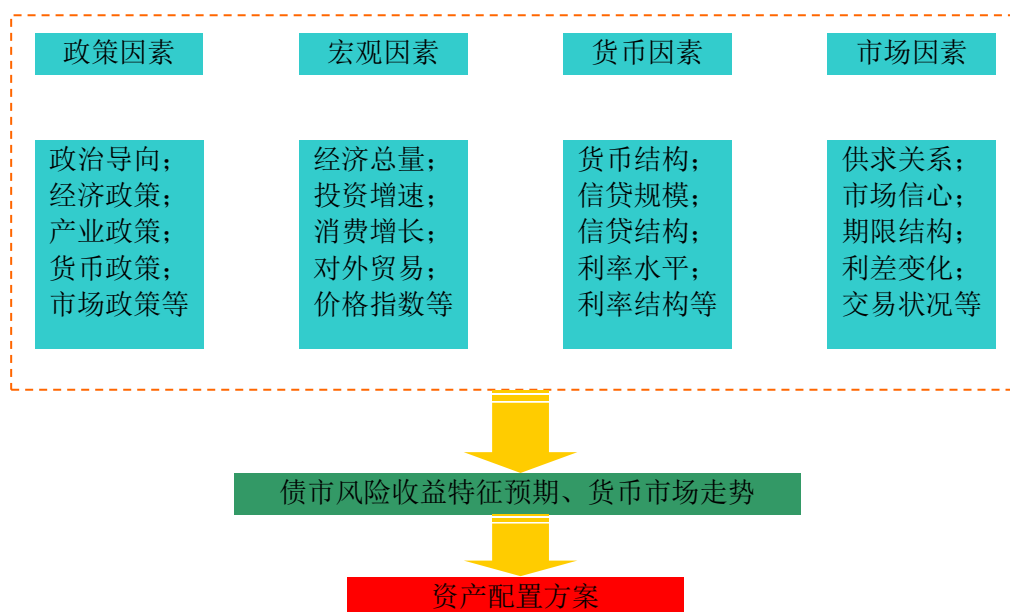 政策因素
宏观因素
货币因素
市场因素
政治导向；
经济政策；
产业政策；
货币政策；
市场政策等
经济总量；
投资增速；
消费增长；
对外贸易；
价格指数等
货币结构；
信贷规模；
信贷结构；
利率水平；
利率结构等
供求关系；
市场信心；
期限结构；
利差变化；
交易状况等
债市风险收益特征预期、货币市场走势
资产配置方案